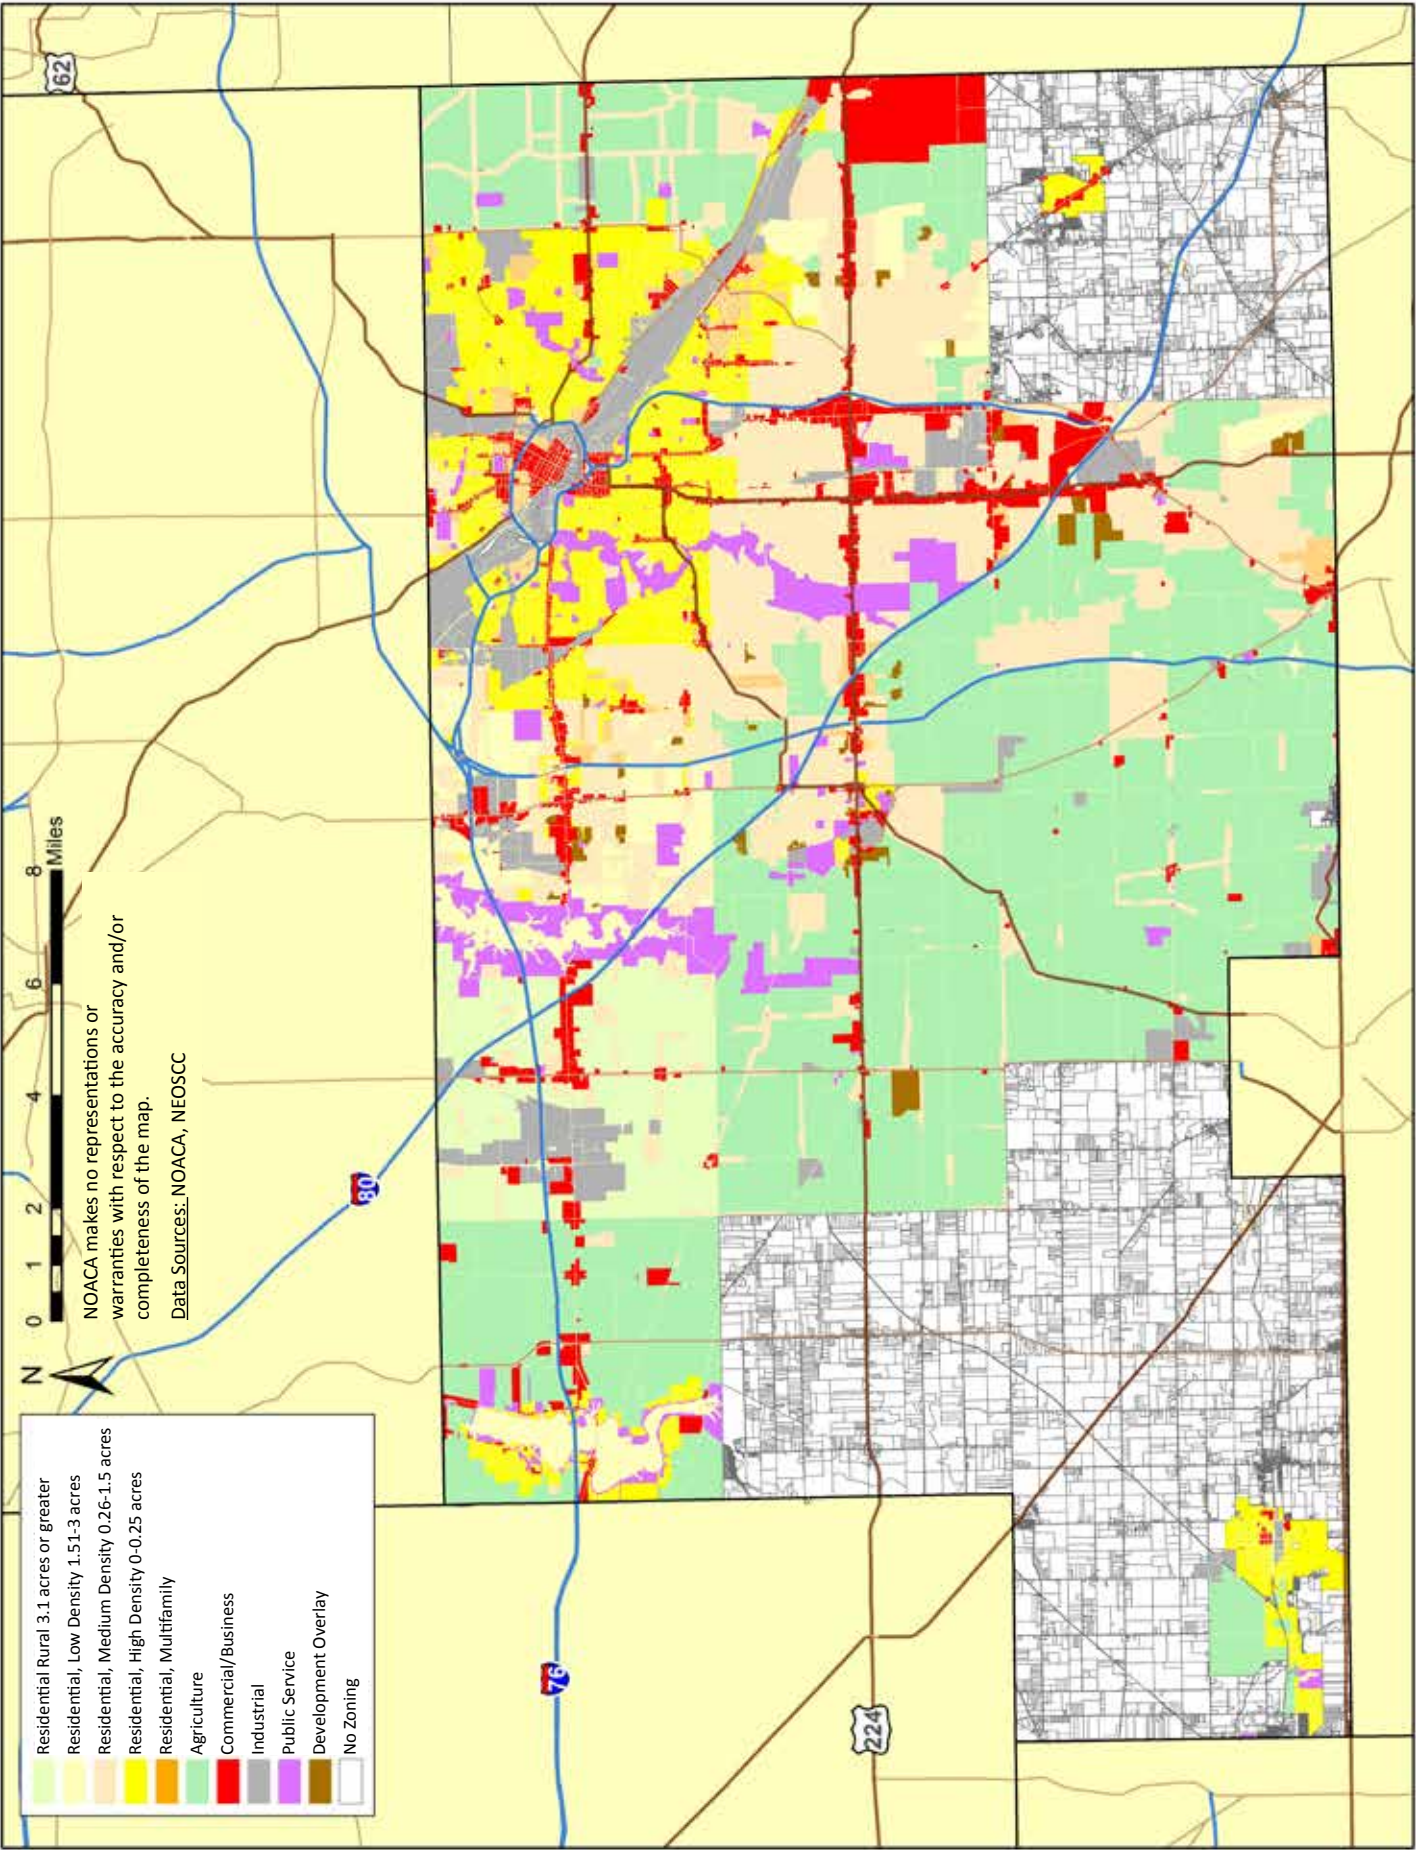 Residential Rural 3.1 acres or greater
Residential, Low Density 1.51-3 acres
Residential, Medium Density 0.26-1.5 acres
Residential, High Density 0-0.25 acres
Residential, Multifamily
Agriculture
Commercial/Business
Industrial
Public Service
Development Overlay
No Zoning
N
0 1 2 4 6 8
Miles
NOACA makes no representations or
warranties with respect to the accuracy and/or
completeness of the map.
Data Sources: NOACA, NEOSCC
62
80
76
224